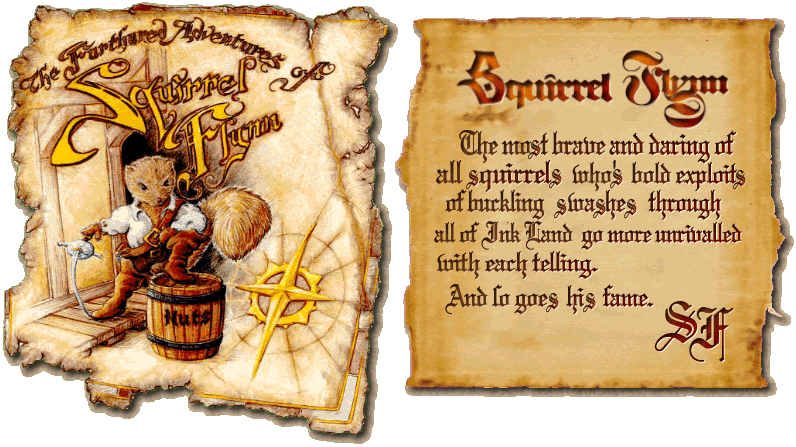 The Furthured Adventures of
Squirrel
Flynn
Nuts
Squirrel Flynn
The most brave and daring of
all squirrels who's bold exploits
of buckling swashes through
all of Ink Land go more unrivalled
with each telling.
And so goes his fame.
SF